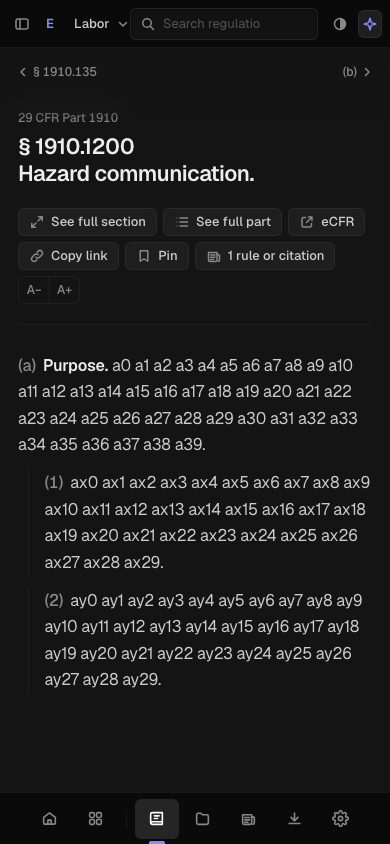 E Labor Search regulatio
§ 1910.135 (b)
29 CFR Part 1910
§ 1910.1200
Hazard communication.
See full section See full part eCFR
Copy link Pin 1 rule or citation
A− A+
(a) Purpose. a0 a1 a2 a3 a4 a5 a6 a7 a8 a9 a10
a11 a12 a13 a14 a15 a16 a17 a18 a19 a20 a21 a22
a23 a24 a25 a26 a27 a28 a29 a30 a31 a32 a33
a34 a35 a36 a37 a38 a39.
(1) ax0 ax1 ax2 ax3 ax4 ax5 ax6 ax7 ax8 ax9
ax10 ax11 ax12 ax13 ax14 ax15 ax16 ax17 ax18
ax19 ax20 ax21 ax22 ax23 ax24 ax25 ax26
ax27 ax28 ax29.
(2) ay0 ay1 ay2 ay3 ay4 ay5 ay6 ay7 ay8 ay9
ay10 ay11 ay12 ay13 ay14 ay15 ay16 ay17 ay18
ay19 ay20 ay21 ay22 ay23 ay24 ay25 ay26
ay27 ay28 ay29.